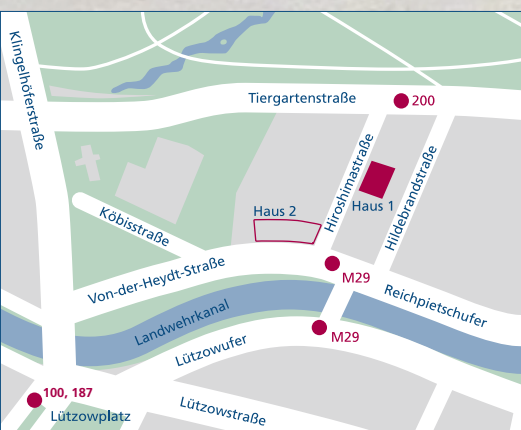 Klingelhöferstraße
Tiergartenstraße
200
Hiroshimastraße
Hildebrandstraße
Haus 1
Haus 2
Köbisstraße
Von-der-Heydt-Straße
M29
Reichpietschufer
Landwehrkanal
M29
Lützowufer
100, 187
Lützowplatz
Lützowstraße